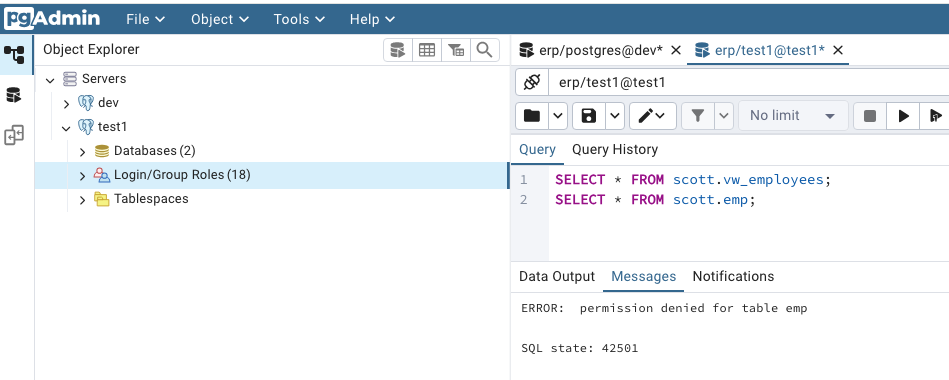 pgAdmin File Object Tools Help
Object Explorer
erp/postgres@dev* erp/test1@test1*
Servers
dev
test1
Databases (2)
Login/Group Roles (18)
Tablespaces
erp/test1@test1
No limit
Query Query History
1 SELECT * FROM scott.vw_employees;
2 SELECT * FROM scott.emp;
Data Output Messages Notifications
ERROR:  permission denied for table emp
SQL state: 42501